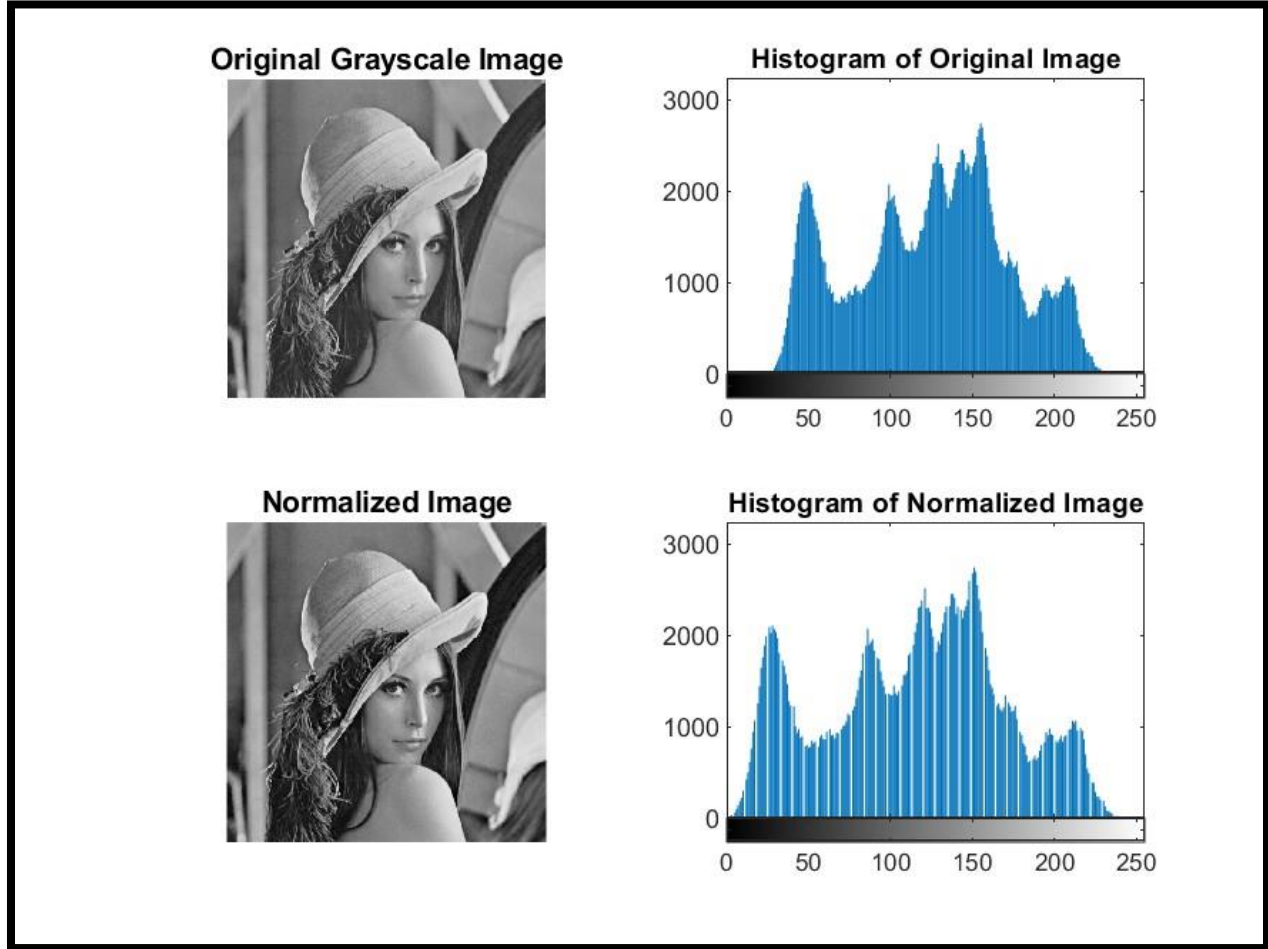 Original Grayscale Image
Histogram of Original Image
3000
2000
1000
0
0 50 100 150 200 250
Normalized Image
Histogram of Normalized Image
3000
2000
1000
0
0 50 100 150 200 250